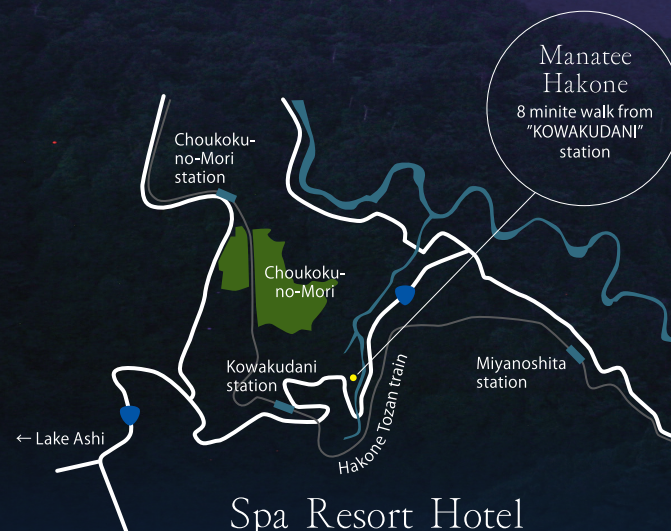 Manatee
Hakone
8 minite walk from
"KOWAKUDANI"
station
Choukoku-
no-Mori
station
Choukoku-
no-Mori
Kowakudani
station
Miyanoshita
station
Hakone Tozan train
← Lake Ashi
Spa Resort Hotel